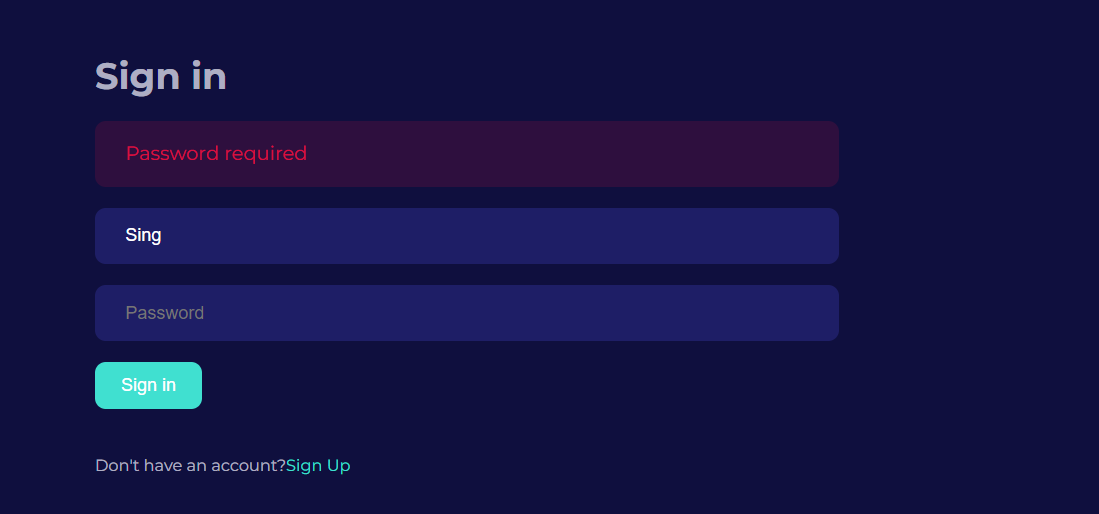 Sign in
Password required
Sing
Password
Sign in
Don't have an account?Sign Up